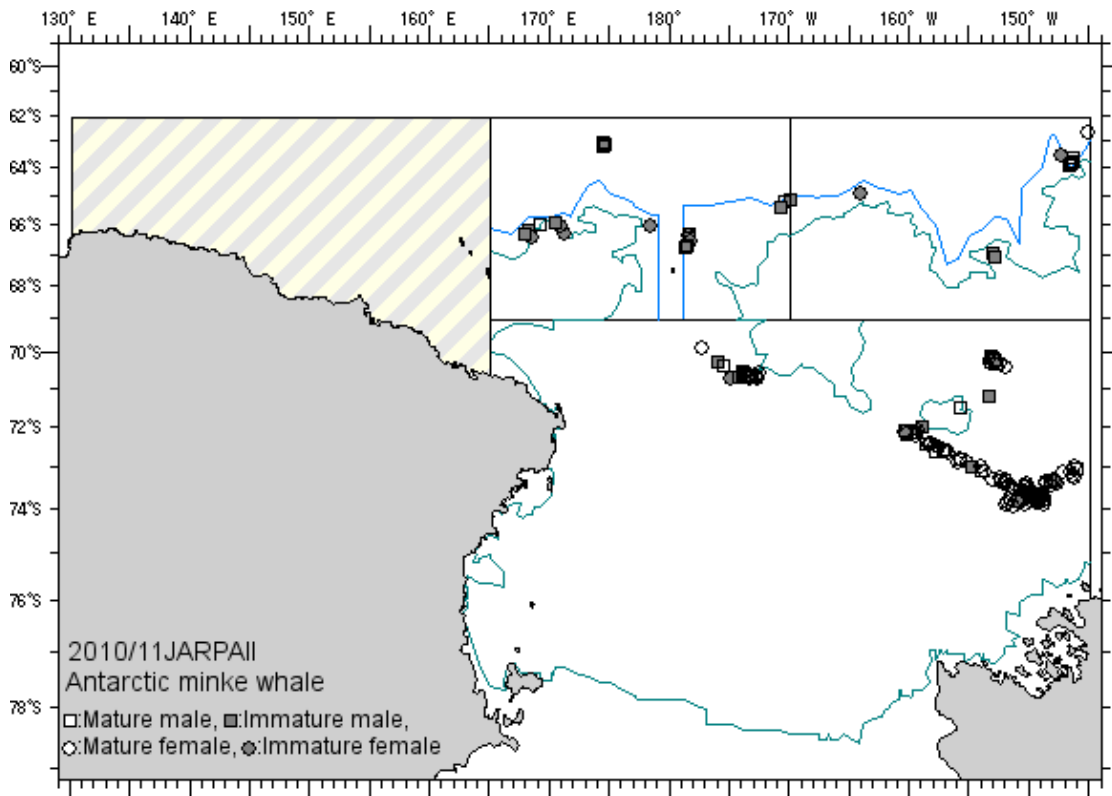 130° E 140° E 150° E 160° E 170° E 180° 170° W 160° W 150° W
60°S
62°S
64°S
66°S
68°S
70°S
72°S
74°S
76°S
78°S
2010/11JARPAII
Antarctic minke whale
:Mature male, :Immature male,
:Mature female, :Immature female